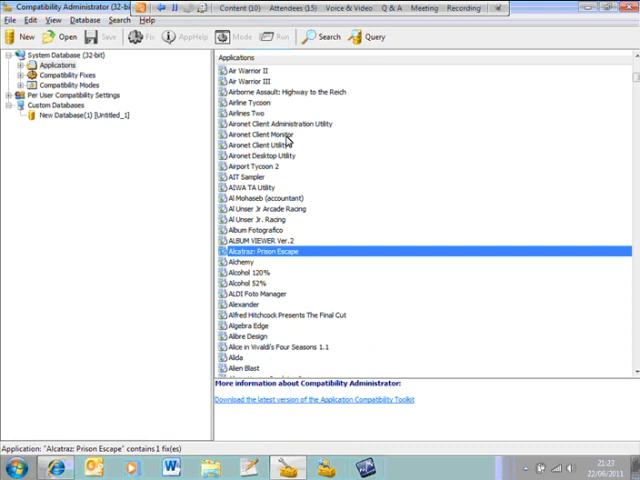 Compatibility Administrator (32-bi
Content (10) Attendees (15) Voice & Video Q & A Meeting Recording
File Edit View Database Search Help
New Open Save Fix AppHelp Mode Run Search Query
System Database (32-bit)
Applications
Compatibility Fixes
Compatibility Modes
Per User Compatibility Settings
Custom Databases
New Database(1) [Untitled_1]
Applications
Air Warrior II
Air Warrior III
Airborne Assault: Highway to the Reich
Airline Tycoon
Airlines Two
Aironet Client Administration Utility
Aironet Client Monitor
Aironet Client Utility
Aironet Desktop Utility
Airport Tycoon 2
AIT Sampler
AIWA TA Utility
Al Mohaseb (accountant)
Al Unser Jr Arcade Racing
Al Unser Jr. Racing
Album Fotografico
ALBUM VIEWER Ver.2
Alcatraz: Prison Escape
Alchemy
Alcohol 120%
Alcohol 52%
ALDI Foto Manager
Alexander
Alfred Hitchcock Presents The Final Cut
Algebra Edge
Alibre Design
Alice in Vivaldi's Four Seasons 1.1
Alida
Alien Blast
More information about Compatibility Administrator:
Download the latest version of the Application Compatibility Toolkit
Application: "Alcatraz: Prison Escape" contains 1 fix(es)
21:23
22/06/2011